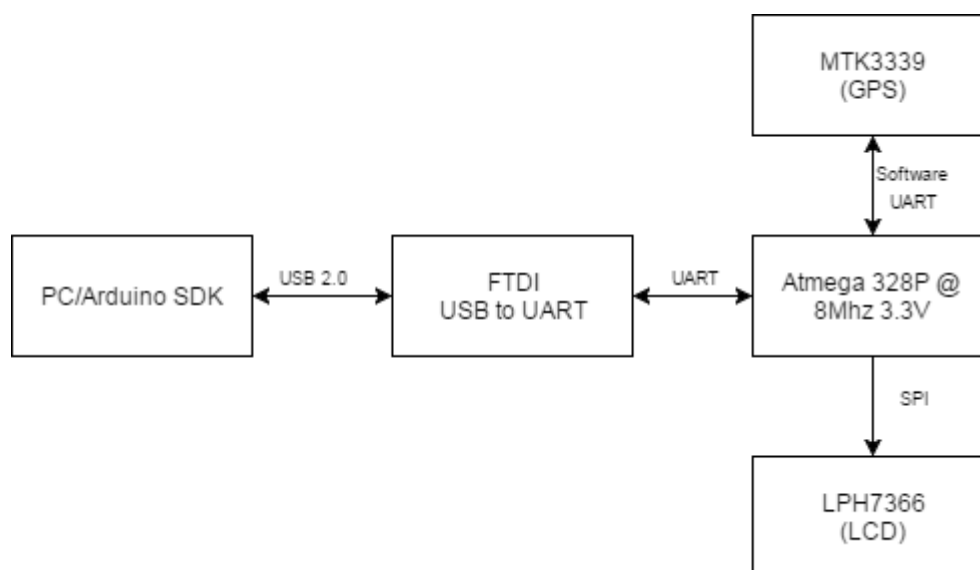 MTK3339
(GPS)
Software
UART
PC/Arduino SDK
USB 2.0
FTDI
USB to UART
UART
Atmega 328P @
8Mhz 3.3V
SPI
LPH7366
(LCD)